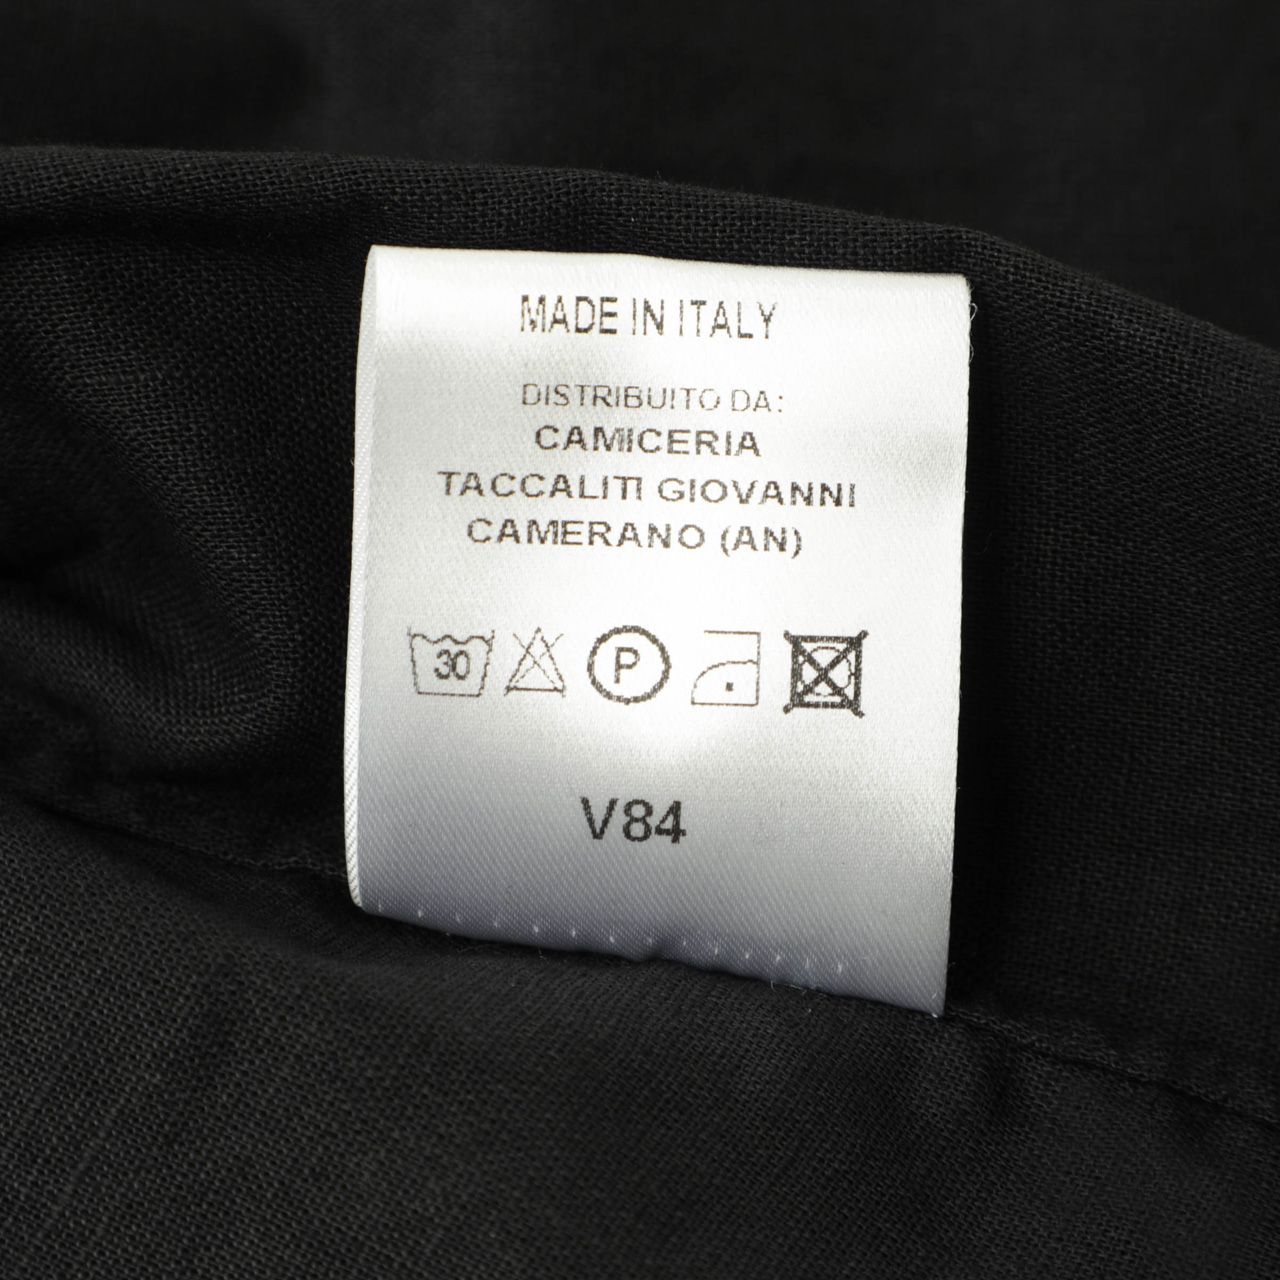 MADE IN ITALY
DISTRIBUITO DA:
CAMICERIA
TACCALITI GIOVANNI
CAMERANO (AN)
30 P
V84